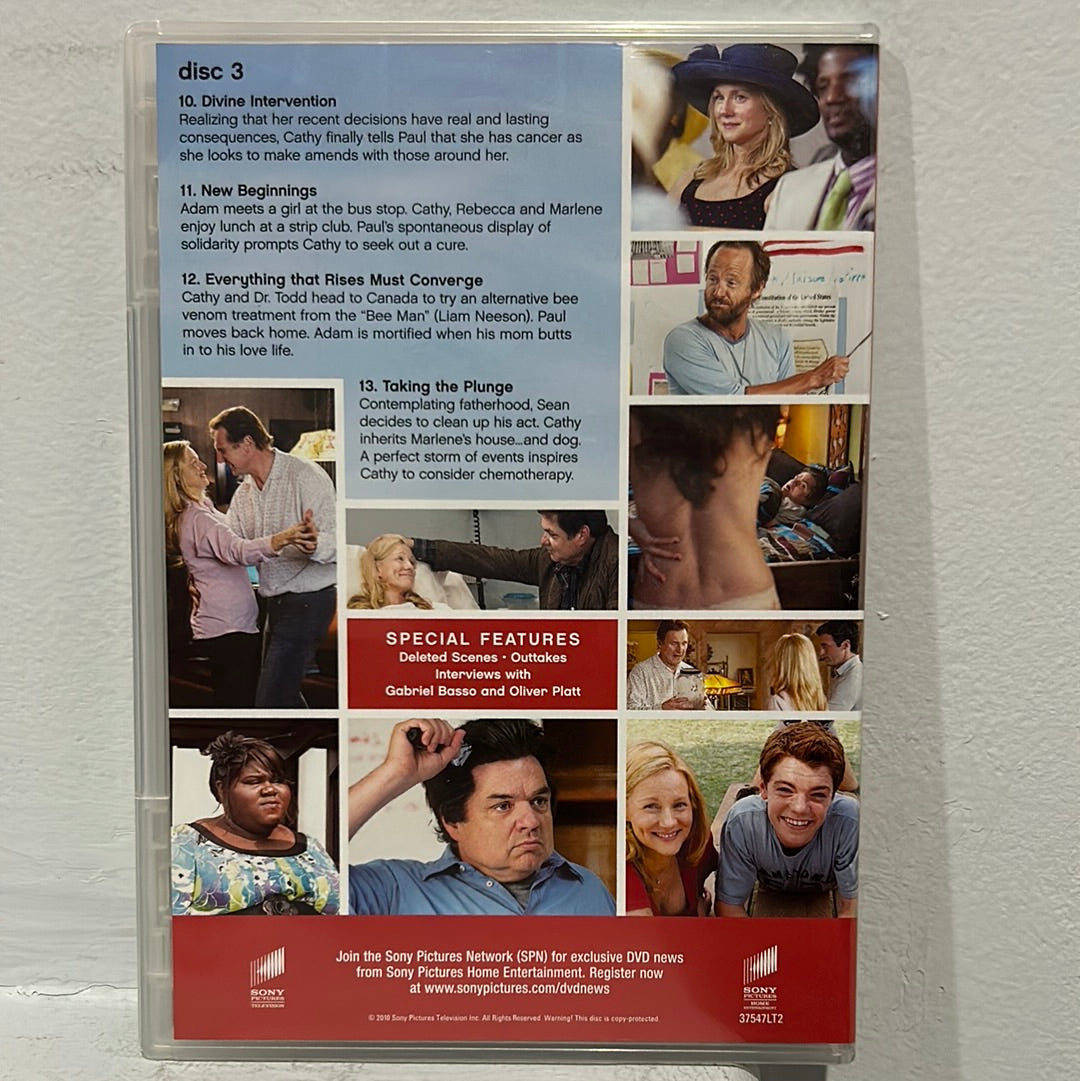 disc 3
10. Divine Intervention
Realizing that her recent decisions have real and lasting
consequences, Cathy finally tells Paul that she has cancer as
she looks to make amends with those around her.
11. New Beginnings
Adam meets a girl at the bus stop. Cathy, Rebecca and Marlene
enjoy lunch at a strip club. Paul's spontaneous display of
solidarity prompts Cathy to seek out a cure.
12. Everything that Rises Must Converge
Cathy and Dr. Todd head to Canada to try an alternative bee
venom treatment from the "Bee Man" (Liam Neeson). Paul
moves back home. Adam is mortified when his mom butts
in to his love life.
13. Taking the Plunge
Contemplating fatherhood, Sean
decides to clean up his act. Cathy
inherits Marlene's house...and dog.
A perfect storm of events inspires
Cathy to consider chemotherapy.
Constitution of the United States
SPECIAL FEATURES
Deleted Scenes • Outtakes
Interviews with
Gabriel Basso and Oliver Platt
Join the Sony Pictures Network (SPN) for exclusive DVD news
from Sony Pictures Home Entertainment. Register now
at www.sonypictures.com/dvdnews
SONY
PICTURES
TELEVISION
SONY
PICTURES
HOME
ENTERTAINMENT
37547LT2
© 2010 Sony Pictures Television Inc. All Rights Reserved. Warning! This disc is copy-protected.